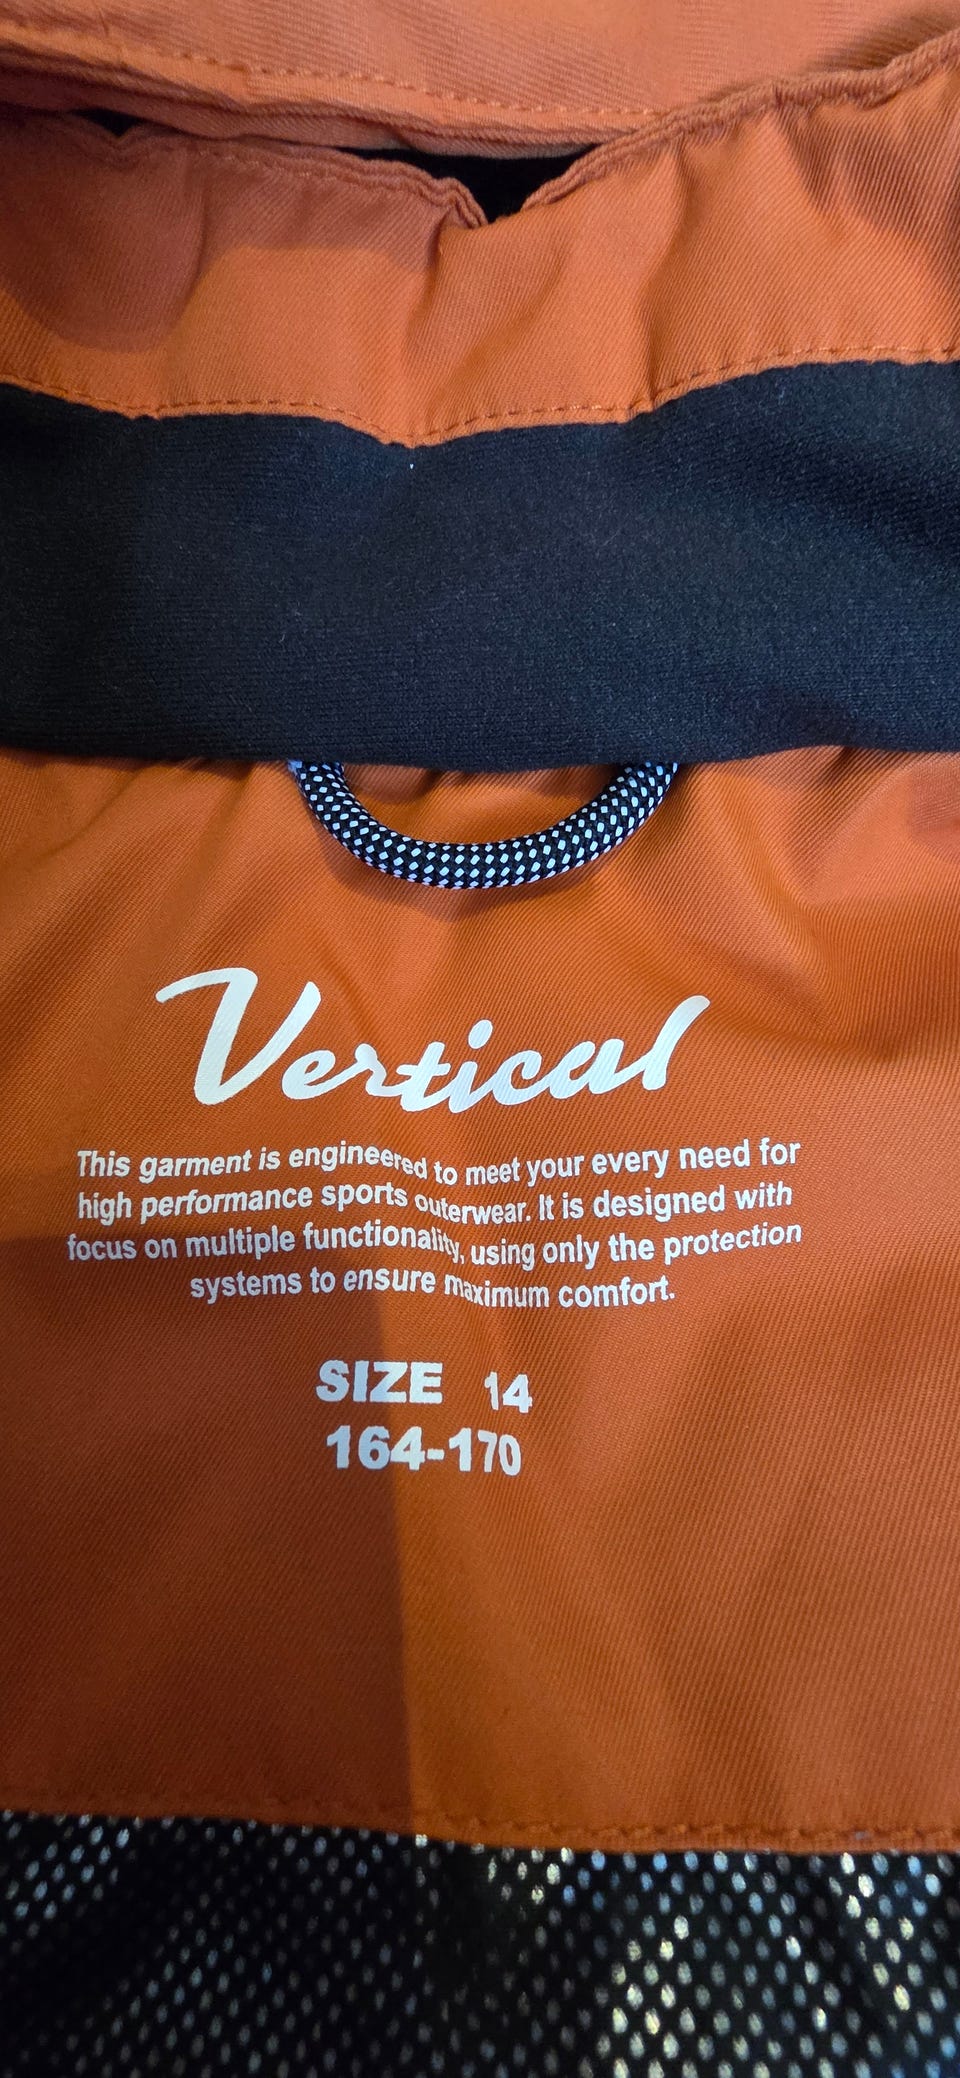 Vertical
This garment is engineered to meet your every need for
high performance sports outerwear. It is designed with
focus on multiple functionality, using only the protection
systems to ensure maximum comfort.
SIZE 14
164-170